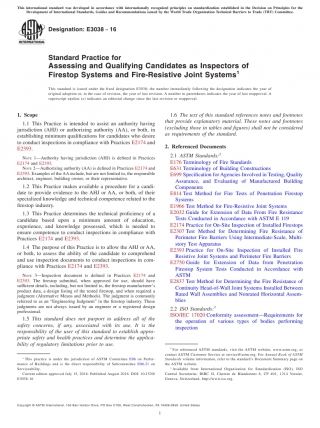 This international standard was developed in accordance with internationally recognized principles on standardization established in the Decision on Principles for the
Development of International Standards, Guides and Recommendations issued by the World Trade Organization Technical Barriers to Trade (TBT) Committee.
Designation: E3038 – 16
Standard Practice for
Assessing and Qualifying Candidates as Inspectors of
Firestop Systems and Fire-Resistive Joint Systems¹
This standard is issued under the fixed designation E3038; the number immediately following the designation indicates the year of
original adoption or, in the case of revision, the year of last revision. A number in parentheses indicates the year of last reapproval. A
superscript epsilon (ε) indicates an editorial change since the last revision or reapproval.
1. Scope
1.1 This Practice is intended to assist an authority having
jurisdiction (AHJ) or authorizing authority (AA), or both, in
establishing minimum qualifications for candidates who desire
to conduct inspections in compliance with Practices E2174 and
E2393.
NOTE 1—Authority having jurisdiction (AHJ) is defined in Practices
E2174 and E2393.
NOTE 2—Authorizing authority (AA) is defined in Practices E2174 and
E2393. Examples of the AA include, but are not limited to, the responsible
architect, engineer, building owner, or their representative.
1.2 This Practice makes available a procedure for a candi-
date to provide evidence to the AHJ or AA, or both, of their
specialized knowledge and technical competence related to the
firestop industry.
1.3 This Practice determines the technical proficiency of a
candidate based upon a minimum amount of education,
experience, and knowledge possessed, which is needed to
ensure competence to conduct inspections in compliance with
Practices E2174 and E2393.
1.4 The purpose of this Practice is to allow the AHJ or AA,
or both, to assess the ability of the candidate to comprehend
and use inspection documents to conduct inspections in com-
pliance with Practices E2174 and E2393.
NOTE 3—Inspection document is defined in Practices E2174 and
E2393. The firestop submittal, when approved for use, should have
sufficient details, including, but not limited to, the firestop manufacturer's
product data, a design listing of the tested firestop, and when required a
judgment (Alternative Means and Methods). The judgment is commonly
referred to as an "Engineering Judgment" in the firestop industry. These
judgments are not always issued by an engineer or a registered design
professional.
1.5 This standard does not purport to address all of the
safety concerns, if any, associated with its use. It is the
responsibility of the user of this standard to establish appro-
priate safety and health practices and determine the applica-
bility of regulatory limitations prior to use.
1.6 The text of this standard references notes and footnotes
that provide explanatory material. These notes and footnotes
(excluding those in tables and figures) shall not be considered
as requirements of the standard.
2. Referenced Documents
2.1 ASTM Standards:²
E176 Terminology of Fire Standards
E631 Terminology of Building Constructions
E699 Specification for Agencies Involved in Testing, Quality
Assurance, and Evaluating of Manufactured Building
Components
E814 Test Method for Fire Tests of Penetration Firestop
Systems
E1966 Test Method for Fire-Resistive Joint Systems
E2032 Guide for Extension of Data From Fire Resistance
Tests Conducted in Accordance with ASTM E 119
E2174 Practice for On-Site Inspection of Installed Firestops
E2307 Test Method for Determining Fire Resistance of
Perimeter Fire Barriers Using Intermediate-Scale, Multi-
story Test Apparatus
E2393 Practice for On-Site Inspection of Installed Fire
Resistive Joint Systems and Perimeter Fire Barriers
E2750 Guide for Extension of Data from Penetration
Firestop System Tests Conducted in Accordance with
ASTM
E2837 Test Method for Determining the Fire Resistance of
Continuity Head-of-Wall Joint Systems Installed Between
Rated Wall Assemblies and Nonrated Horizontal Assem-
blies
2.2 ISO Standards:³
ISO/IEC 17020 Conformity assessment—Requirements for
the operation of various types of bodies performing
inspection
¹ This practice is under the jurisdiction of ASTM Committee E06 on Perfor-
mance of Buildings and is the direct responsibility of Subcommittee E06.21 on
Serviceability.
Current edition approved July 15, 2016. Published August 2016. DOI: 10.1520/
E3038-16
² For referenced ASTM standards, visit the ASTM website, www.astm.org, or
contact ASTM Customer Service at service@astm.org. For Annual Book of ASTM
Standards volume information, refer to the standard's Document Summary page on
the ASTM website.
³ Available from International Organization for Standardization (ISO), ISO
Central Secretariat, BIBC II, Chemin de Blandonnet 8, CP 401, 1214 Vernier,
Geneva, Switzerland, http://www.iso.org.
Copyright © ASTM International, 100 Barr Harbor Drive, PO Box C700, West Conshohocken, PA 19428-2959. United States
1